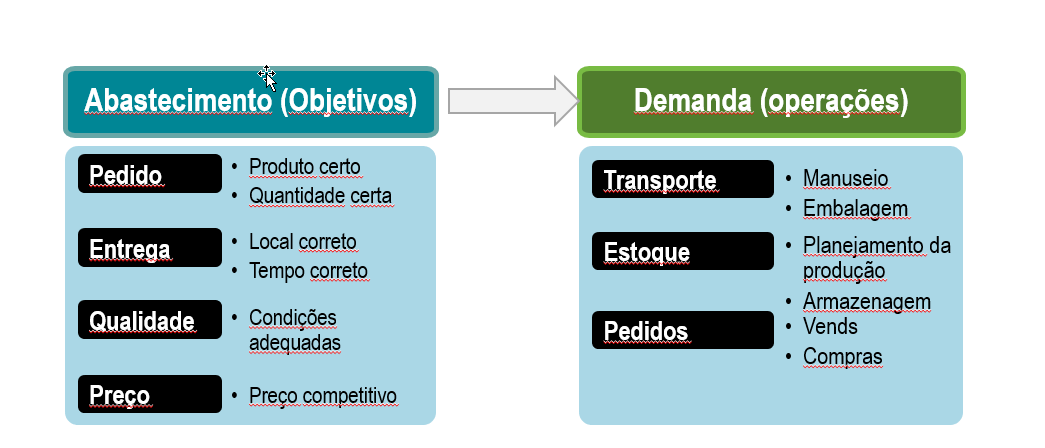 Abastecimento (Objetivos)
Pedido
• Produto certo
• Quantidade certa
Entrega
• Local correto
• Tempo correto
Qualidade
• Condições
adequadas
Preço
• Preço competitivo
Demanda (operações)
Transporte
• Manuseio
• Embalagem
Estoque
• Planejamento da
produção
• Armazenagem
Pedidos
• Vends
• Compras